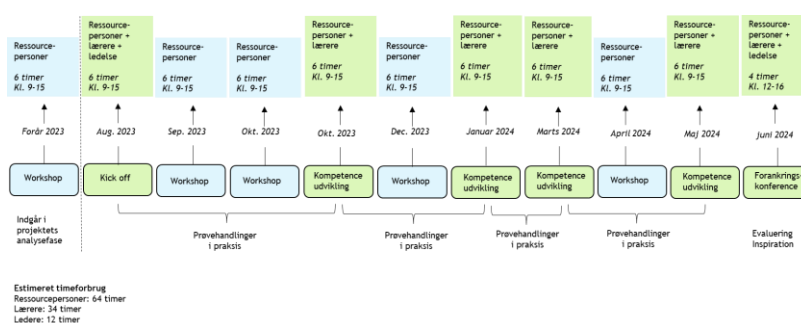 Ressource-
personer
6 timer
Kl. 9-15
Ressource-
personer +
lærere +
ledelse
6 timer
Kl. 9-15
Ressource-
personer
6 timer
Kl. 9-15
Ressource-
personer
6 timer
Kl. 9-15
Ressource-
personer +
lærere
6 timer
Kl. 9-15
Ressource-
personer
6 timer
Kl. 9-15
Ressource-
personer +
lærere
6 timer
Kl. 9-15
Ressource-
personer +
lærere
6 timer
Kl. 9-15
Ressource-
personer
6 timer
Kl. 9-15
Ressource-
personer +
lærere
6 timer
Kl. 9-15
Ressource-
personer +
lærere +
ledelse
4 timer
Kl. 12-16
Forår 2023
Aug. 2023
Sep. 2023
Okt. 2023
Okt. 2023
Dec. 2023
Januar 2024
Marts 2024
April 2024
Maj 2024
Juni 2024
Workshop
Kick off
Workshop
Workshop
Kompetence
udvikling
Workshop
Kompetence
udvikling
Kompetence
udvikling
Workshop
Kompetence
udvikling
Forankrings-
konference
Indgår i
projektets
analysefase
Prøvehandlinger
i praksis
Prøvehandlinger
i praksis
Prøvehandlinger
i praksis
Prøvehandlinger
i praksis
Evaluering
Inspiration
Estimeret timeforbrug
Ressourcepersoner: 64 timer
Lærere: 34 timer
Ledere: 12 timer